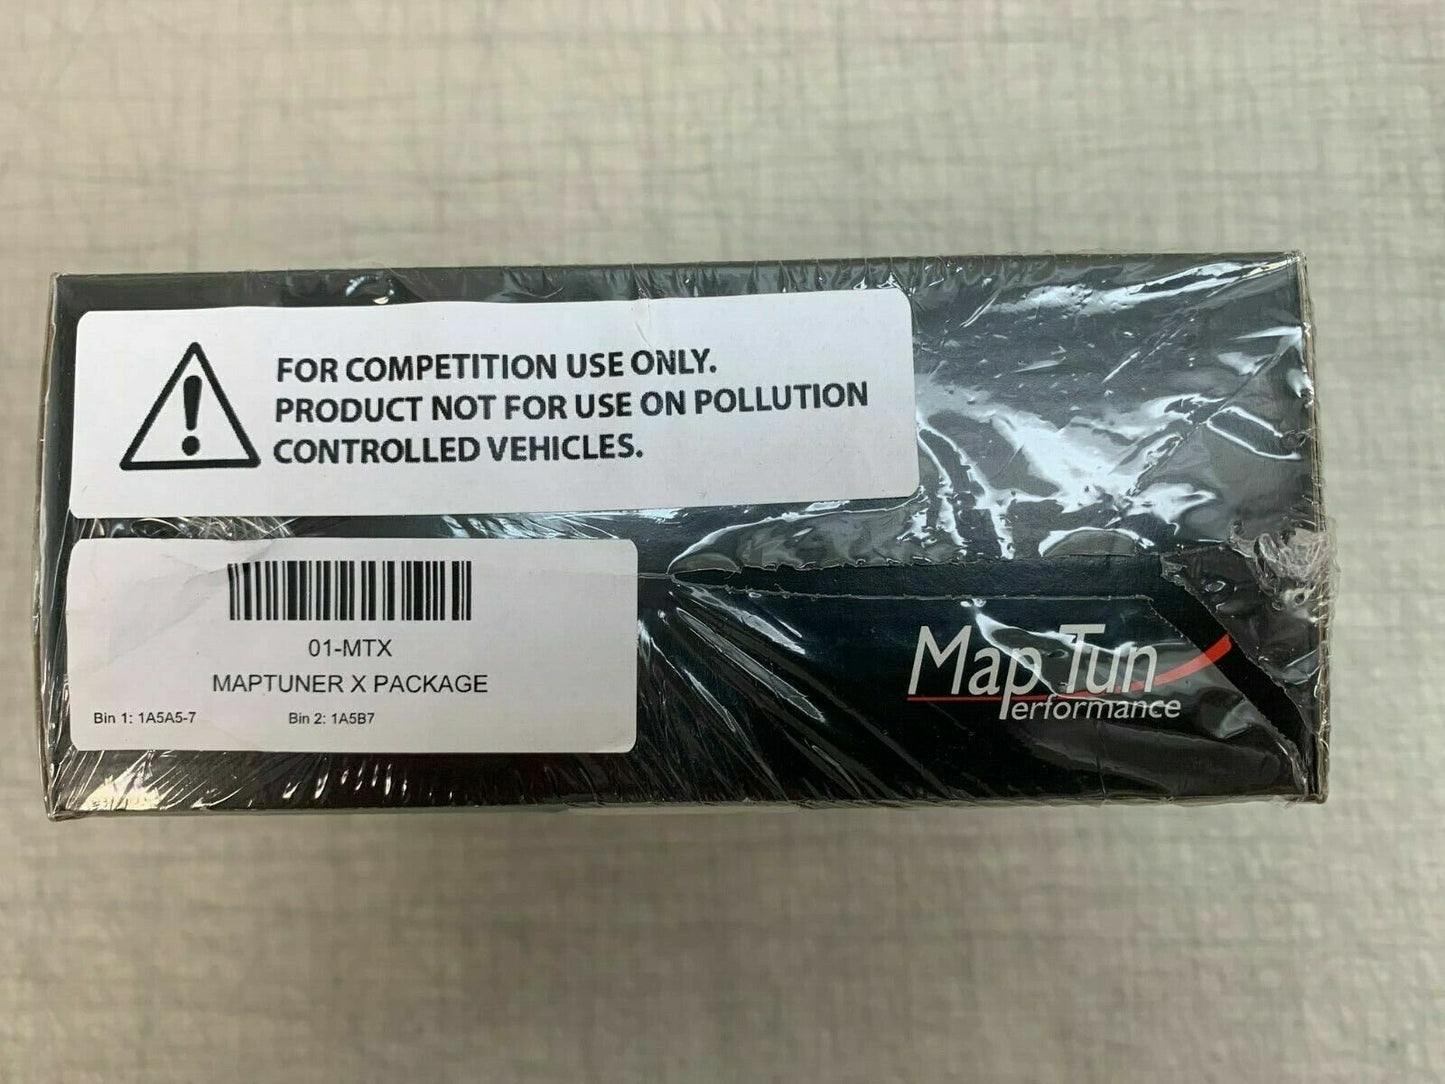 FOR COMPETITION USE ONLY.
PRODUCT NOT FOR USE ON POLLUTION
CONTROLLED VEHICLES.
01-MTX
MAPTUNER X PACKAGE
Bin 1: 1A5A5-7 Bin 2: 1A5B7
Map Tun
Performance